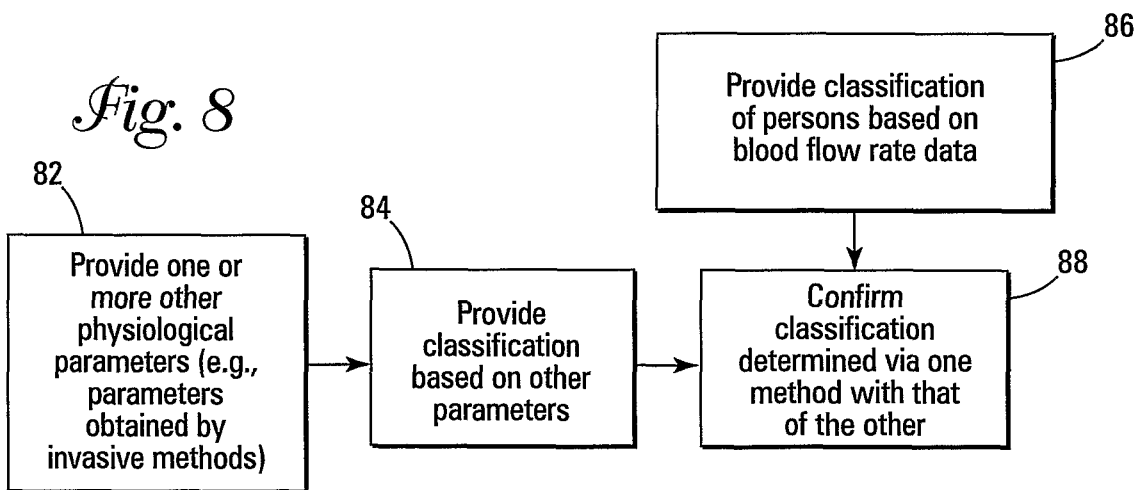 Fig. 8
82
Provide one or
more other
physiological
parameters (e.g.,
parameters
obtained by
invasive methods)
84
Provide
classification
based on other
parameters
86
Provide classification
of persons based on
blood flow rate data
88
Confirm
classification
determined via one
method with that
of the other